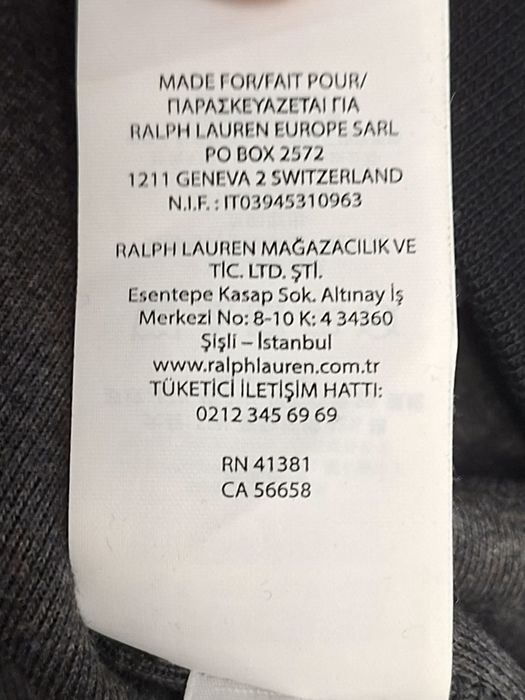 MADE FOR/FAIT POUR/
ΠΑΡΑΣΚΕΥΑΖΕΤΑΙ ΓΙΑ
RALPH LAUREN EUROPE SARL
PO BOX 2572
1211 GENEVA 2 SWITZERLAND
N.I.F. : IT03945310963
RALPH LAUREN MAĞAZACILIK VE
TİC. LTD. ŞTİ.
Esentepe Kasap Sok. Altınay İş
Merkezi No: 8-10 K: 4 34360
Şişli – İstanbul
www.ralphlauren.com.tr
TÜKETİCİ İLETİŞİM HATTI:
0212 345 69 69
RN 41381
CA 56658